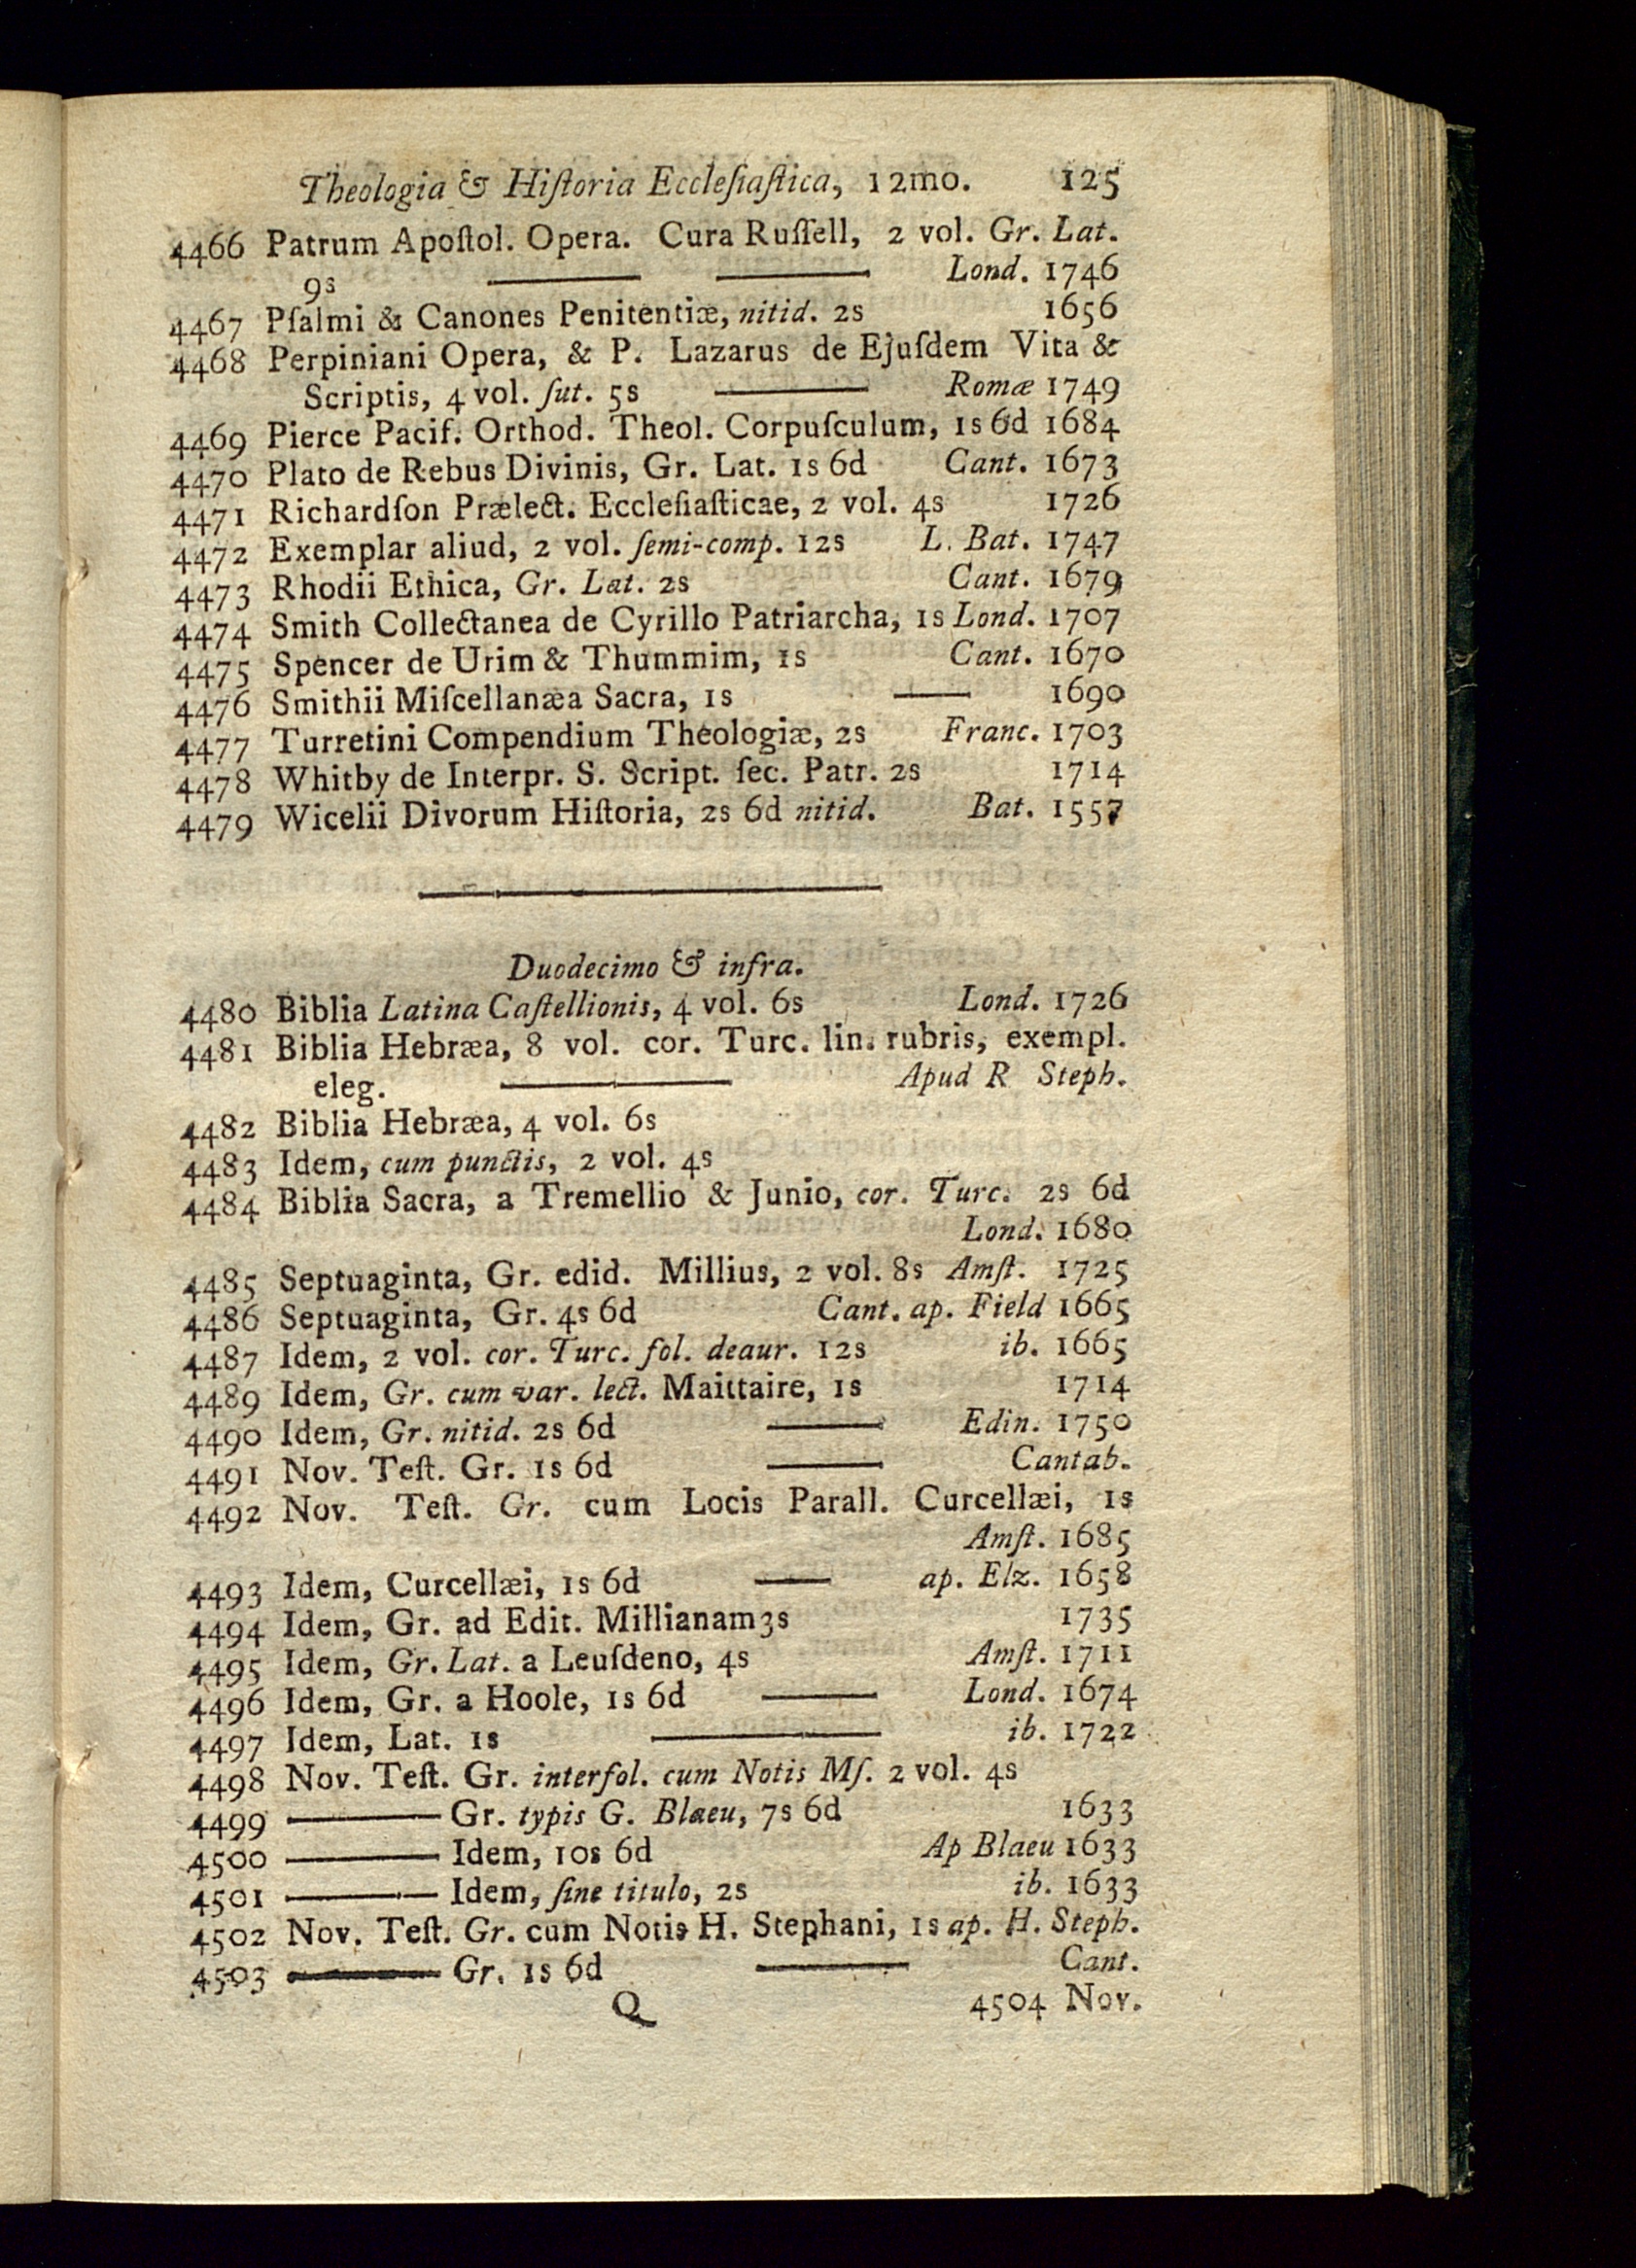 Theologia & Hiſtoria Eccleſiaſtica, 12mo. 125
4466 Patrum Apoſtol. Opera. Cura Ruſſell, 2 vol. Gr. Lat.
9s ——— ——— Lond. 1746
4467 Pſalmi & Canones Penitentiæ, nitid. 2s 1656
4468 Perpiniani Opera, & P. Lazarus de Ejuſdem Vita &
Scriptis, 4 vol. ſut. 5s ——— Romæ 1749
4469 Pierce Pacif. Orthod. Theol. Corpuſculum, 1s 6d 1684
4470 Plato de Rebus Divinis, Gr. Lat. 1s 6d Cant. 1673
4471 Richardſon Prælect. Eccleſiaſticae, 2 vol. 4s 1726
4472 Exemplar aliud, 2 vol. ſemi-comp. 12s L. Bat. 1747
4473 Rhodii Ethica, Gr. Lat. 2s Cant. 1679
4474 Smith Collectanea de Cyrillo Patriarcha, 1s Lond. 1707
4475 Spencer de Urim & Thummim, 1s Cant. 1670
4476 Smithii Miſcellanæa Sacra, 1s —— 1690
4477 Turretini Compendium Theologiæ, 2s Franc. 1703
4478 Whitby de Interpr. S. Script. ſec. Patr. 2s 1714
4479 Wicelii Divorum Hiſtoria, 2s 6d nitid. Bat. 1557
Duodecimo & infra.
4480 Biblia Latina Caſtellionis, 4 vol. 6s Lond. 1726
4481 Biblia Hebræa, 8 vol. cor. Turc. lin. rubris, exempl.
eleg. ——— Apud R Steph.
4482 Biblia Hebræa, 4 vol. 6s
4483 Idem, cum punctis, 2 vol. 4s
4484 Biblia Sacra, a Tremellio & Junio, cor. Turc. 2s 6d
Lond. 1680
4485 Septuaginta, Gr. edid. Millius, 2 vol. 8s Amſt. 1725
4486 Septuaginta, Gr. 4s 6d Cant. ap. Field 1665
4487 Idem, 2 vol. cor. Turc. fol. deaur. 12s ib. 1665
4489 Idem, Gr. cum var. lect. Maittaire, 1s 1714
4490 Idem, Gr. nitid. 2s 6d ——— Edin. 1750
4491 Nov. Teſt. Gr. 1s 6d ——— Cantab.
4492 Nov. Teſt. Gr. cum Locis Parall. Curcellæi, 1s
Amſt. 1685
4493 Idem, Curcellæi, 1s 6d —— ap. Elz. 1658
4494 Idem, Gr. ad Edit. Millianam 3s 1735
4495 Idem, Gr. Lat. a Leuſdeno, 4s Amſt. 1711
4496 Idem, Gr. a Hoole, 1s 6d ——— Lond. 1674
4497 Idem, Lat. 1s ——— ib. 1722
4498 Nov. Teſt. Gr. interfol. cum Notis Mſ. 2 vol. 4s
4499 ——— Gr. typis G. Blaeu, 7s 6d 1633
4500 ——— Idem, 10s 6d Ap Blaeu 1633
4501 ——— Idem, ſine titulo, 2s ib. 1633
4502 Nov. Teſt. Gr. cum Notis H. Stephani, 1s ap. H. Steph.
4503 ——— Gr. 1s 6d ——— Cant.
Q 4504 Nov.